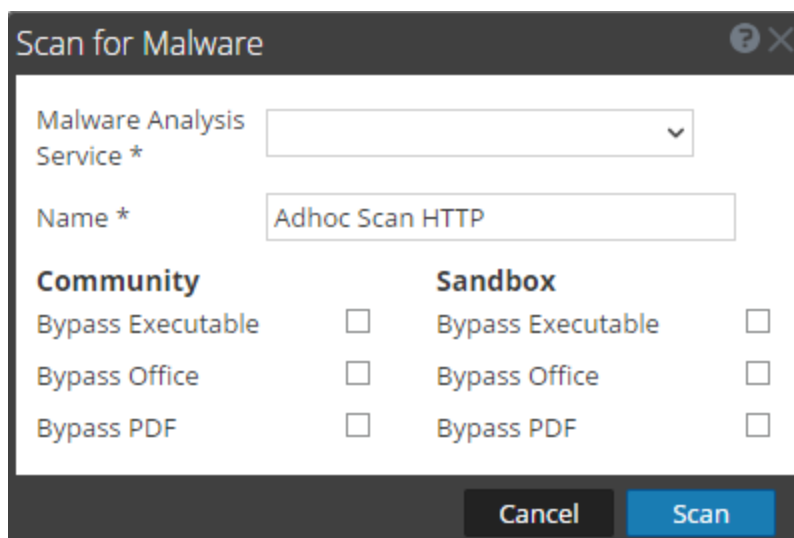 Scan for Malware
Malware Analysis
Service *
Name *
Adhoc Scan HTTP
Community
Sandbox
Bypass Executable
Bypass Executable
Bypass Office
Bypass Office
Bypass PDF
Bypass PDF
Cancel
Scan